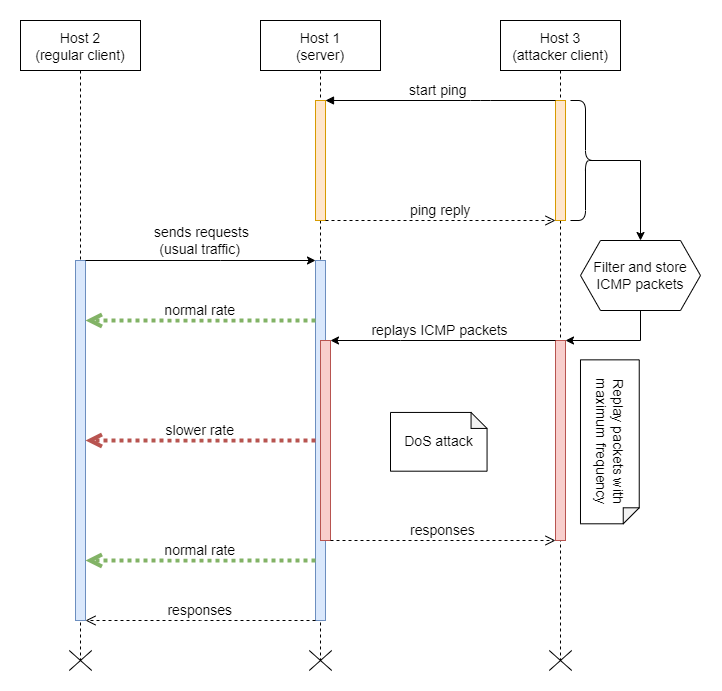 Host 2
(regular client)
Host 1
(server)
Host 3
(attacker client)
start ping
ping reply
sends requests
(usual traffic)
Filter and store
ICMP packets
normal rate
replays ICMP packets
Replay packets with
maximum frequency
slower rate
DoS attack
responses
normal rate
responses